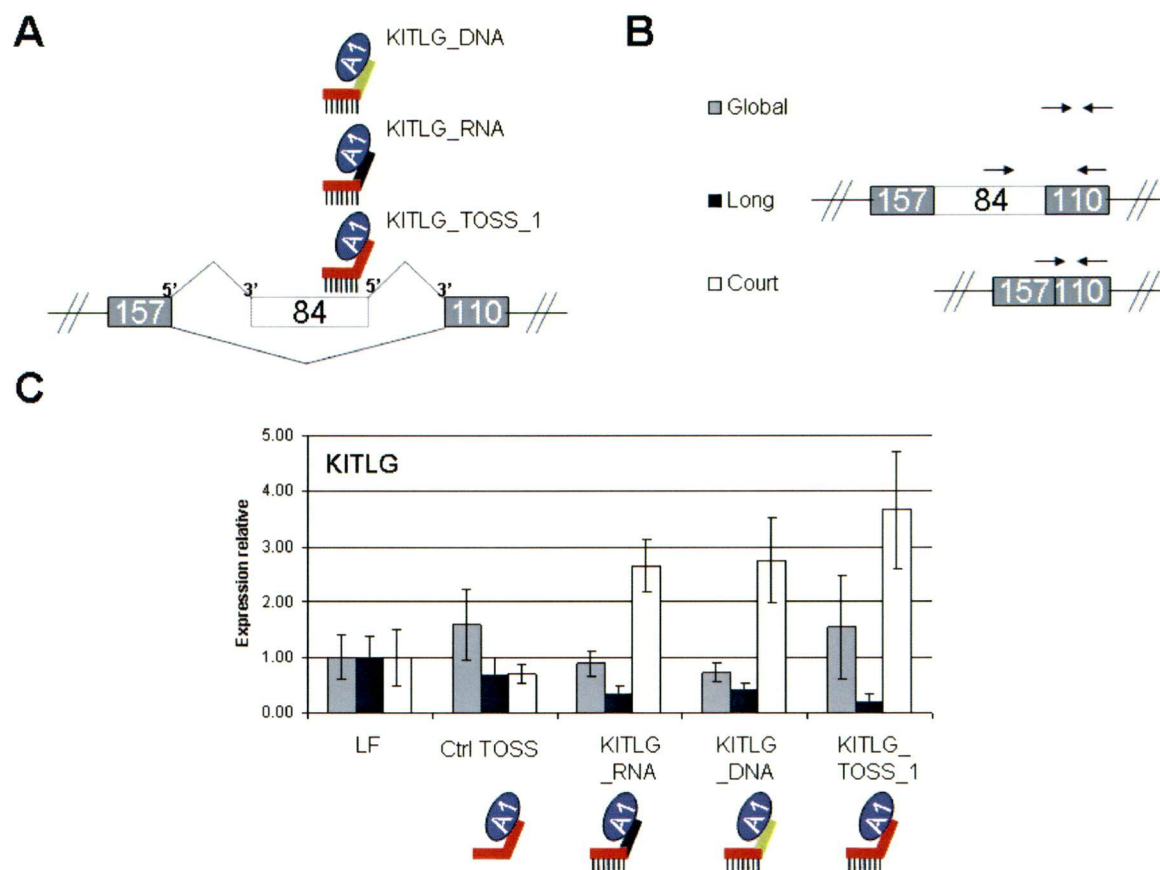 A
KITLG_DNA
A1
KITLG_RNA
A1
KITLG_TOSS_1
A1
5' 3' 5' 3'
157 84 110
B
Global
Long
157 84 110
Court
157 110
C
5.00
4.00
3.00
2.00
1.00
0.00
Expression relative
KITLG
LF
Ctrl TOSS
KITLG
_RNA
KITLG
_DNA
KITLG_
TOSS_1
A1 A1 A1 A1